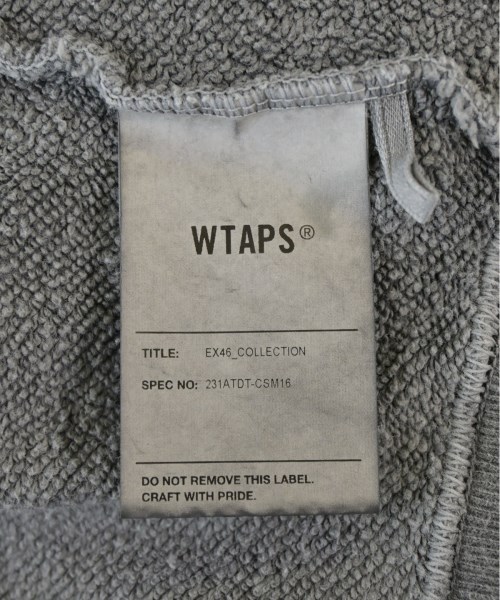 WTAPS®
TITLE: EX46_COLLECTION
SPEC NO: 231ATDT-CSM16
DO NOT REMOVE THIS LABEL.
CRAFT WITH PRIDE.